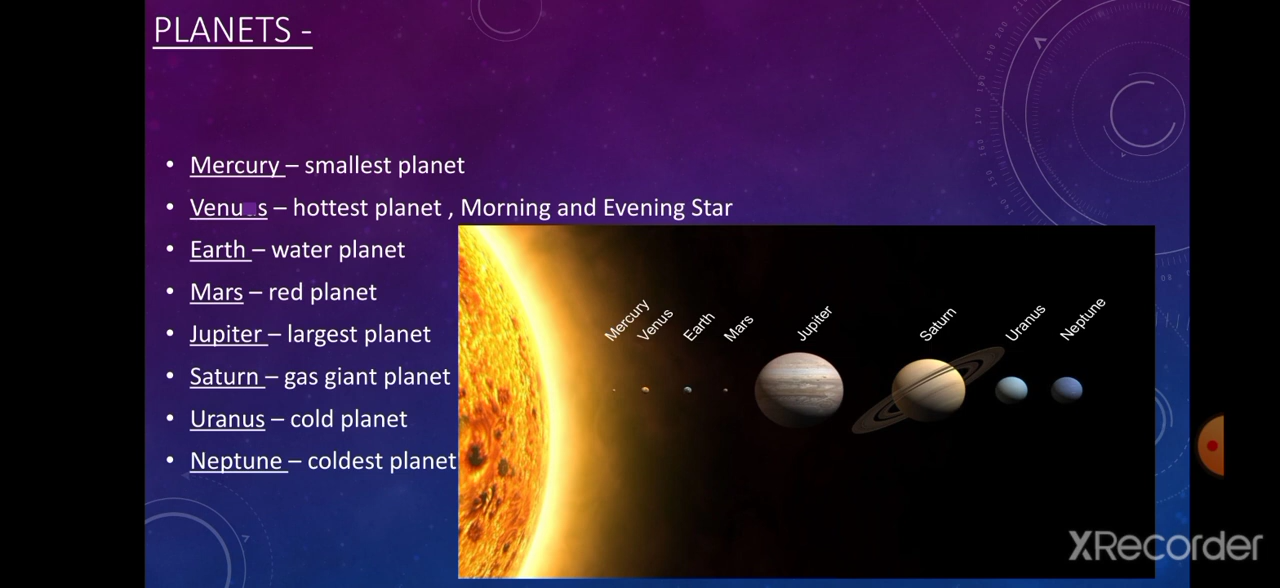 PLANETS -
• Mercury – smallest planet
• Venus – hottest planet , Morning and Evening Star
• Earth – water planet
• Mars – red planet
• Jupiter – largest planet
• Saturn – gas giant planet
• Uranus – cold planet
• Neptune – coldest planet
Mercury
Venus
Earth
Mars
Jupiter
Saturn
Uranus
Neptune
XRecorder